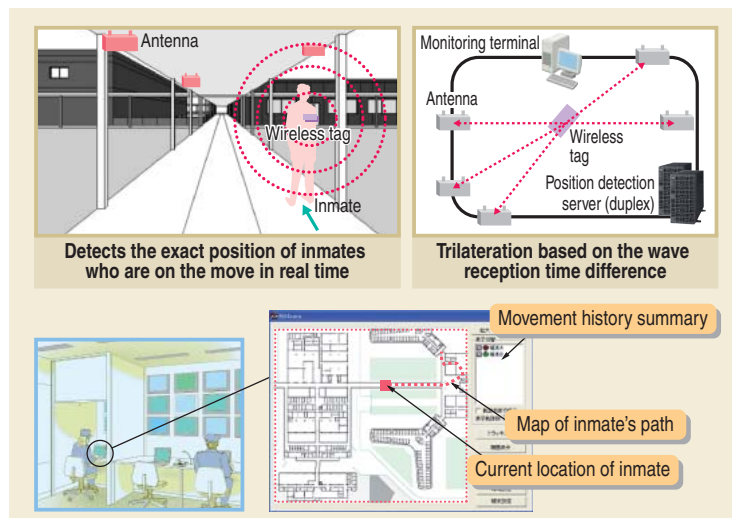 Antenna
Wireless tag
Inmate
Detects the exact position of inmates
who are on the move in real time
Monitoring terminal
Antenna
Wireless
tag
Position detection
server (duplex)
Trilateration based on the wave
reception time difference
Movement history summary
Map of inmate's path
Current location of inmate